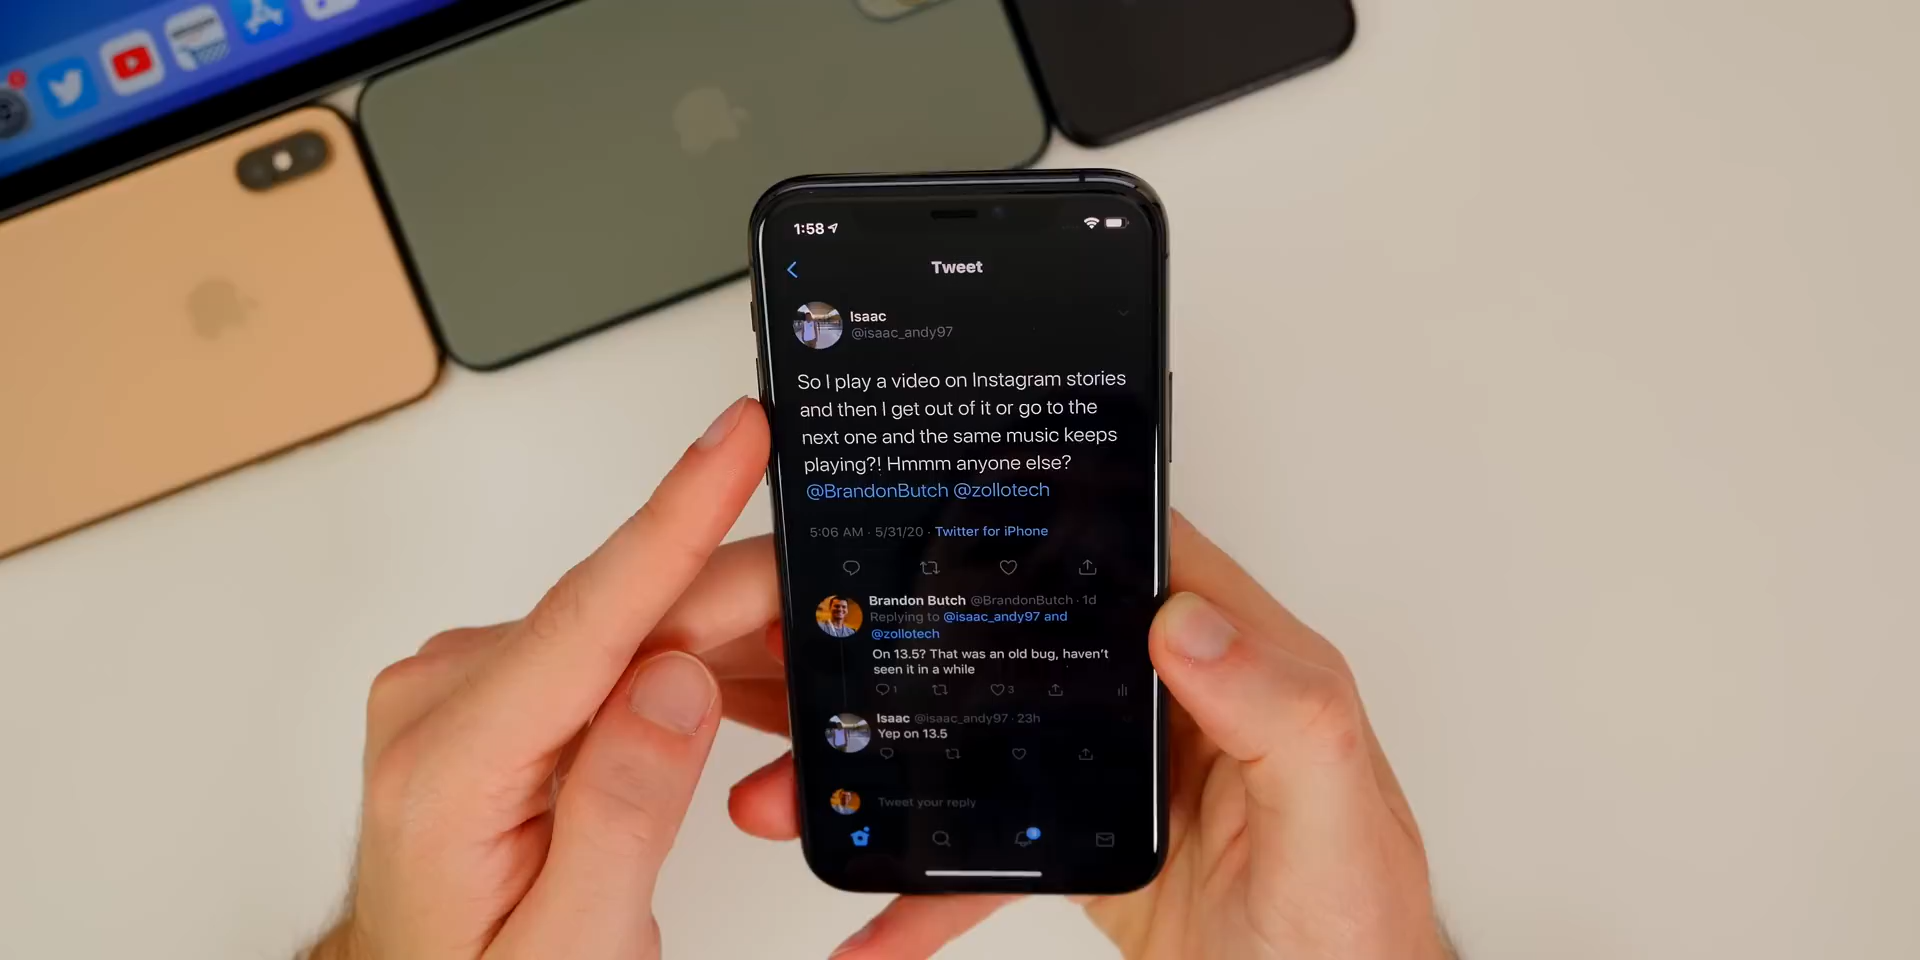 1:58
Tweet
Isaac
@isaac_andy97
So I play a video on Instagram stories
and then I get out of it or go to the
next one and the same music keeps
playing?! Hmmm anyone else?
@BrandonButch @zollotech
5:06 AM · 5/31/20 · Twitter for iPhone
Brandon Butch @BrandonButch · 1d
Replying to @isaac_andy97 and
@zollotech
On 13.5? That was an old bug, haven't
seen it in a while
1 3
Isaac @isaac_andy97 · 23h
Yep on 13.5
Tweet your reply
3